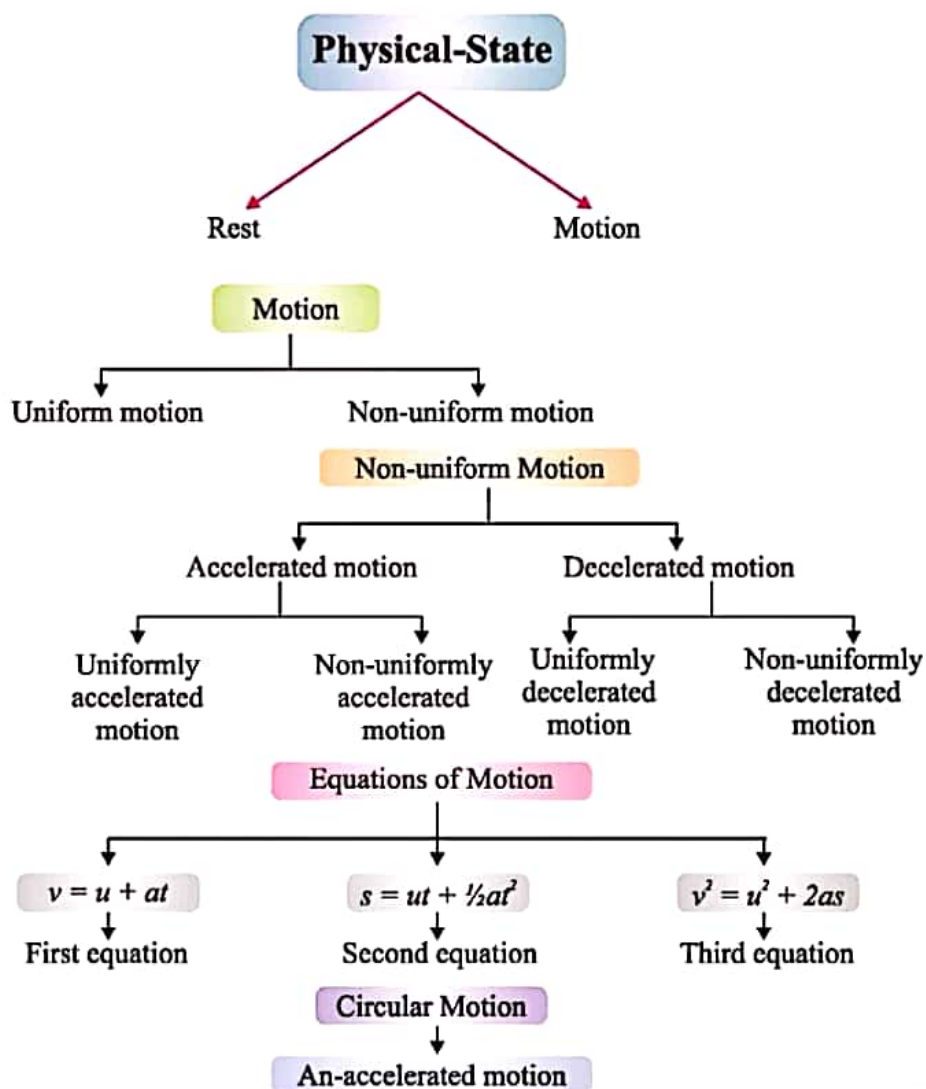 Physical-State
Rest Motion
Motion
Uniform motion Non-uniform motion
Non-uniform Motion
Accelerated motion Decelerated motion
Uniformly accelerated motion
Non-uniformly accelerated motion
Uniformly decelerated motion
Non-uniformly decelerated motion
Equations of Motion
v = u + at
s = ut + ½at²
v² = u² + 2as
First equation
Second equation
Third equation
Circular Motion
An-accelerated motion